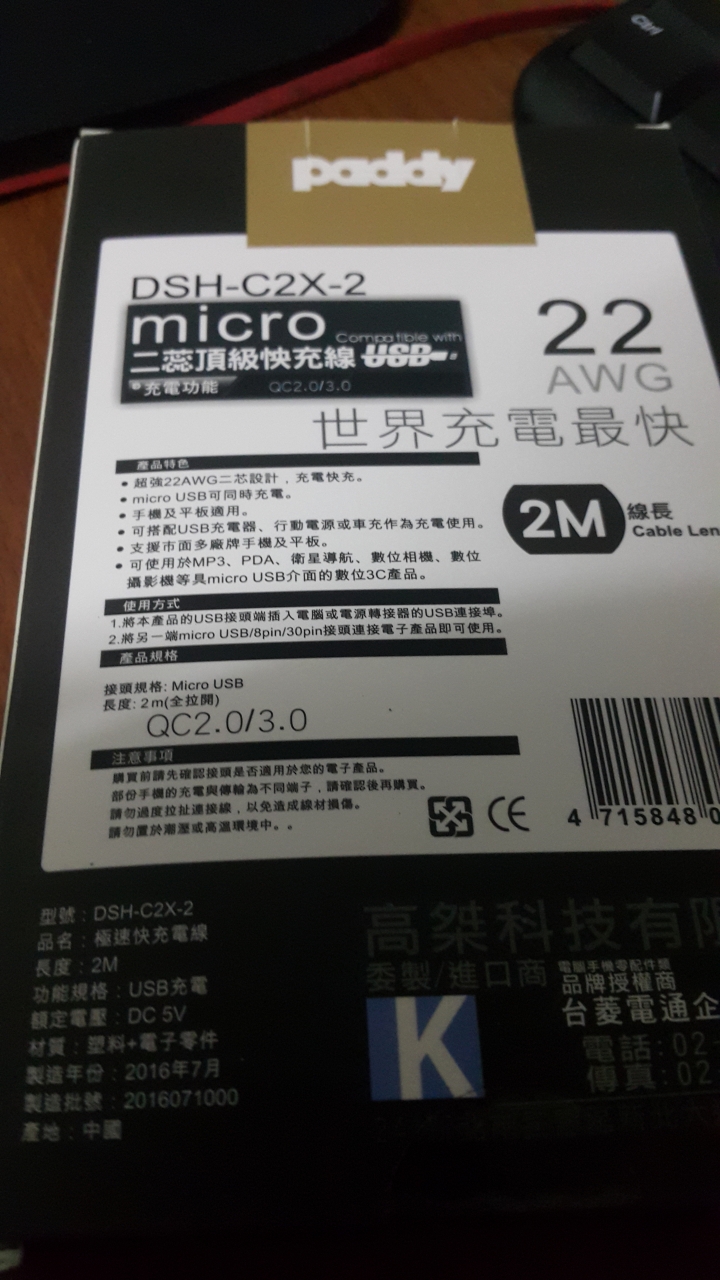 Ctrl
paddy
DSH-C2X-2
micro
Compatible with
二蕊頂級快充線 USB
充電功能 QC2.0/3.0
22
AWG
世界充電最快
產品特色
• 超強22AWG二芯設計，充電快充。
• micro USB可同時充電。
• 手機及平板適用。
• 可搭配USB充電器、行動電源或車充作為充電使用。
• 支援市面多廠牌手機及平板。
• 可使用於MP3、PDA、衛星導航、數位相機、數位
攝影機等具micro USB介面的數位3C產品。
2M 線長
Cable Len
使用方式
1.將本產品的USB接頭端插入電腦或電源轉接器的USB連接埠。
2.將另一端micro USB/8pin/30pin接頭連接電子產品即可使用。
產品規格
接頭規格: Micro USB
長度: 2m(全拉開)
QC2.0/3.0
注意事項
購買前請先確認接頭是否適用於您的電子產品。
部份手機的充電與傳輸為不同端子，請確認後再購買。
請勿過度拉扯連接線，以免造成線材損傷。
請勿置於潮溼或高溫環境中。。
CE
4 715848 0
型號：DSH-C2X-2
品名：極速快充電線
長度：2M
功能規格：USB充電
額定電壓：DC 5V
材質：塑料+電子零件
製造年份：2016年7月
製造批號：2016071000
產地：中國
高桀科技有限
委製/進口商
電腦手機零配件類
品牌授權商
台菱電通企
K
電話:02
傳真:02